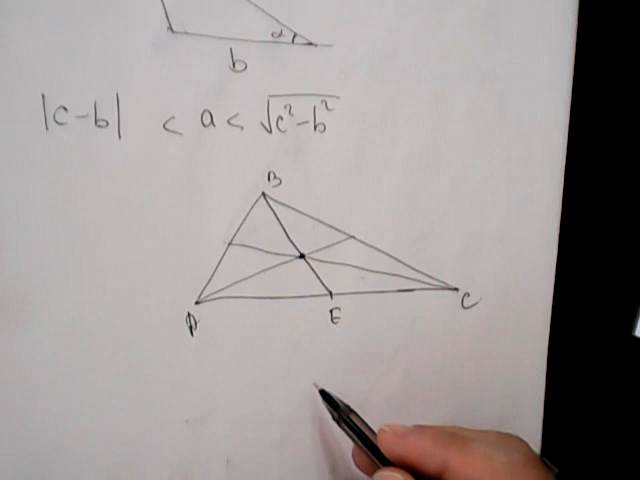 α
b
|c-b| < a < √c²-b²
B
A
E
C